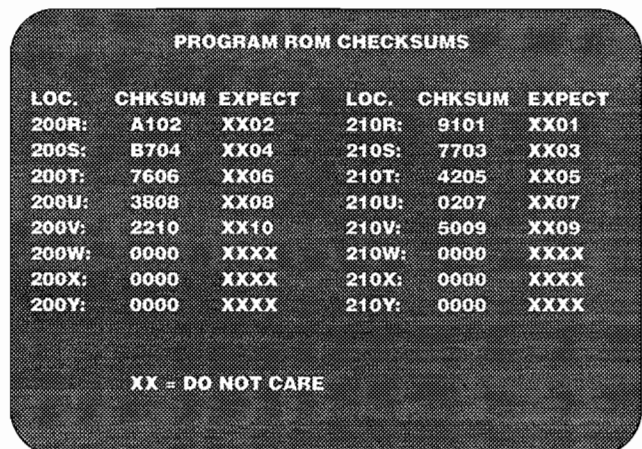 PROGRAM ROM CHECKSUMS
LOC. CHKSUM EXPECT LOC. CHKSUM EXPECT
200R: A102 XX02 210R: 9101 XX01
200S: B704 XX04 210S: 7703 XX03
200T: 7606 XX06 210T: 4205 XX05
200U: 3808 XX08 210U: 0207 XX07
200V: 2210 XX10 210V: 5009 XX09
200W: 0000 XXXX 210W: 0000 XXXX
200X: 0000 XXXX 210X: 0000 XXXX
200Y: 0000 XXXX 210Y: 0000 XXXX
XX = DO NOT CARE